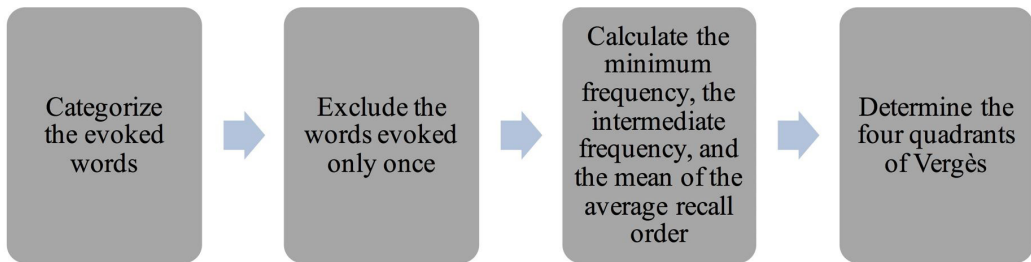 Categorize
the evoked
words
Exclude the
words evoked
only once
Calculate the
minimum
frequency, the
intermediate
frequency, and
the mean of the
average recall
order
Determine the
four quadrants
of Vergès